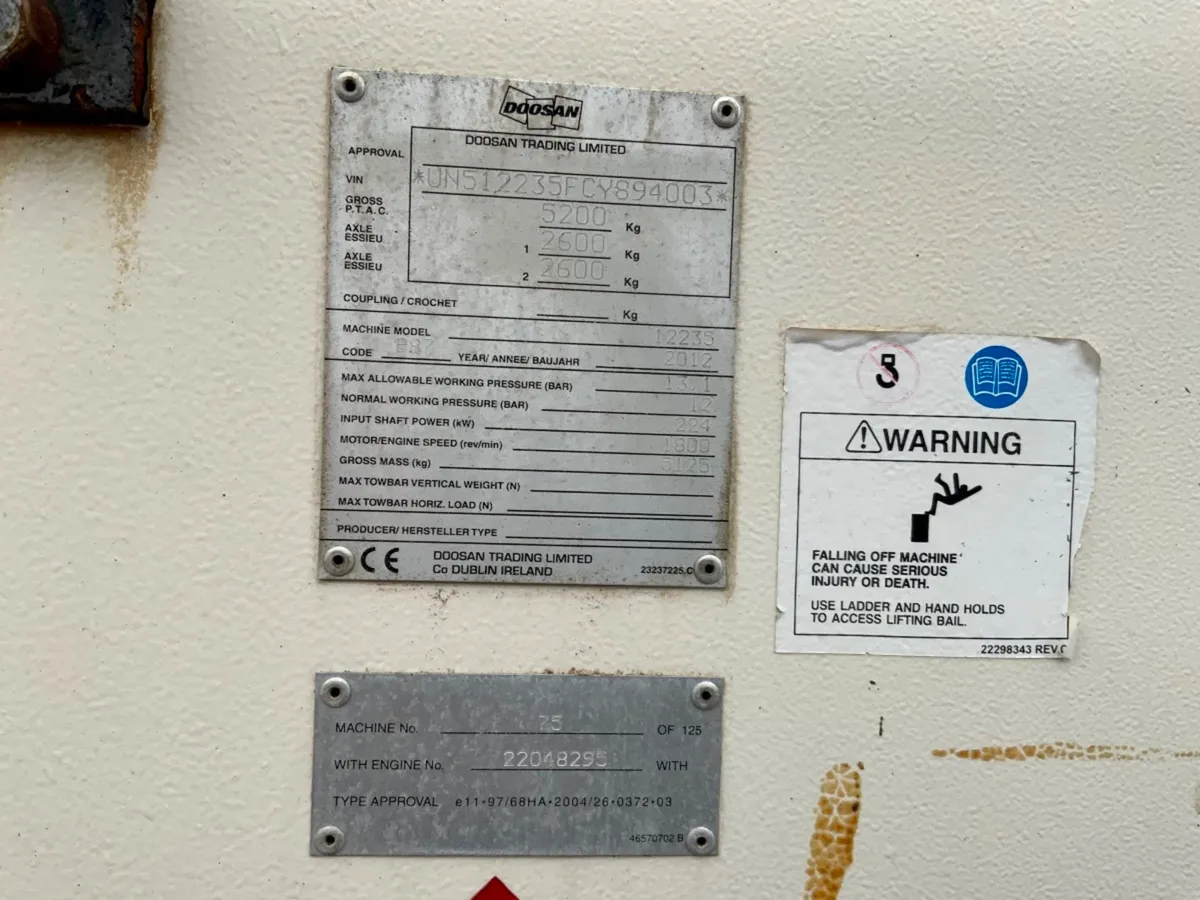 DOOSAN
DOOSAN TRADING LIMITED
APPROVAL
VIN *UN512235FCY894003*
GROSS P.T.A.C. 5200 Kg
AXLE ESSIEU 1 2600 Kg
AXLE ESSIEU 2 2600 Kg
COUPLING / CROCHET Kg
MACHINE MODEL 12235
CODE YEAR/ ANNEE/ BAUJAHR 2012
MAX ALLOWABLE WORKING PRESSURE (BAR) 13.1
NORMAL WORKING PRESSURE (BAR) 12
INPUT SHAFT POWER (kW) 224
MOTOR/ENGINE SPEED (rev/min) 1800
GROSS MASS (kg) 5125
MAX TOWBAR VERTICAL WEIGHT (N)
MAX TOWBAR HORIZ. LOAD (N)
PRODUCER/ HERSTELLER TYPE
CE DOOSAN TRADING LIMITED
Co DUBLIN IRELAND 23237225.C
WARNING
FALLING OFF MACHINE
CAN CAUSE SERIOUS
INJURY OR DEATH.
USE LADDER AND HAND HOLDS
TO ACCESS LIFTING BAIL.
22298343 REV.C
MACHINE No. 75 OF 125
WITH ENGINE No. 22048295 WITH
TYPE APPROVAL e11•97/68HA•2004/26•0372•03
46570702.B